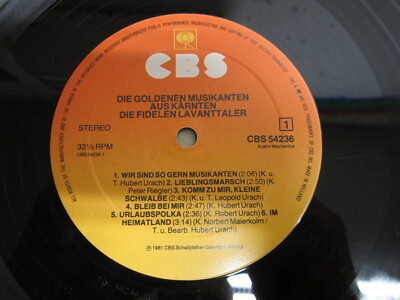 CBS
DIE GOLDENEN MUSIKANTEN
AUS KÄRNTEN
DIE FIDELEN LAVANTTALER
STEREO
1
33⅓ RPM
CBS 54236
Austro Mechanica
1. WIR SIND SO GERN MUSIKANTEN (2:06) (K. u.
T. Hubert Urach) 2. LIEBLINGSMARSCH (2:50) (K.
Peter Riegler) 3. KOMM ZU MIR, KLEINE
SCHWALBE (2:43) (K. u. T. Leopold Urach)
4. BLEIB BEI MIR (2:47) (K. Hubert Urach)
5. URLAUBSPOLKA (2:36) (K. Robert Urach) 6. IM
HEIMATLAND (3:14) (K. Norbert Maierkolm /
T. u. Bearb. Hubert Urach)
℗ 1981 CBS Schallplatten